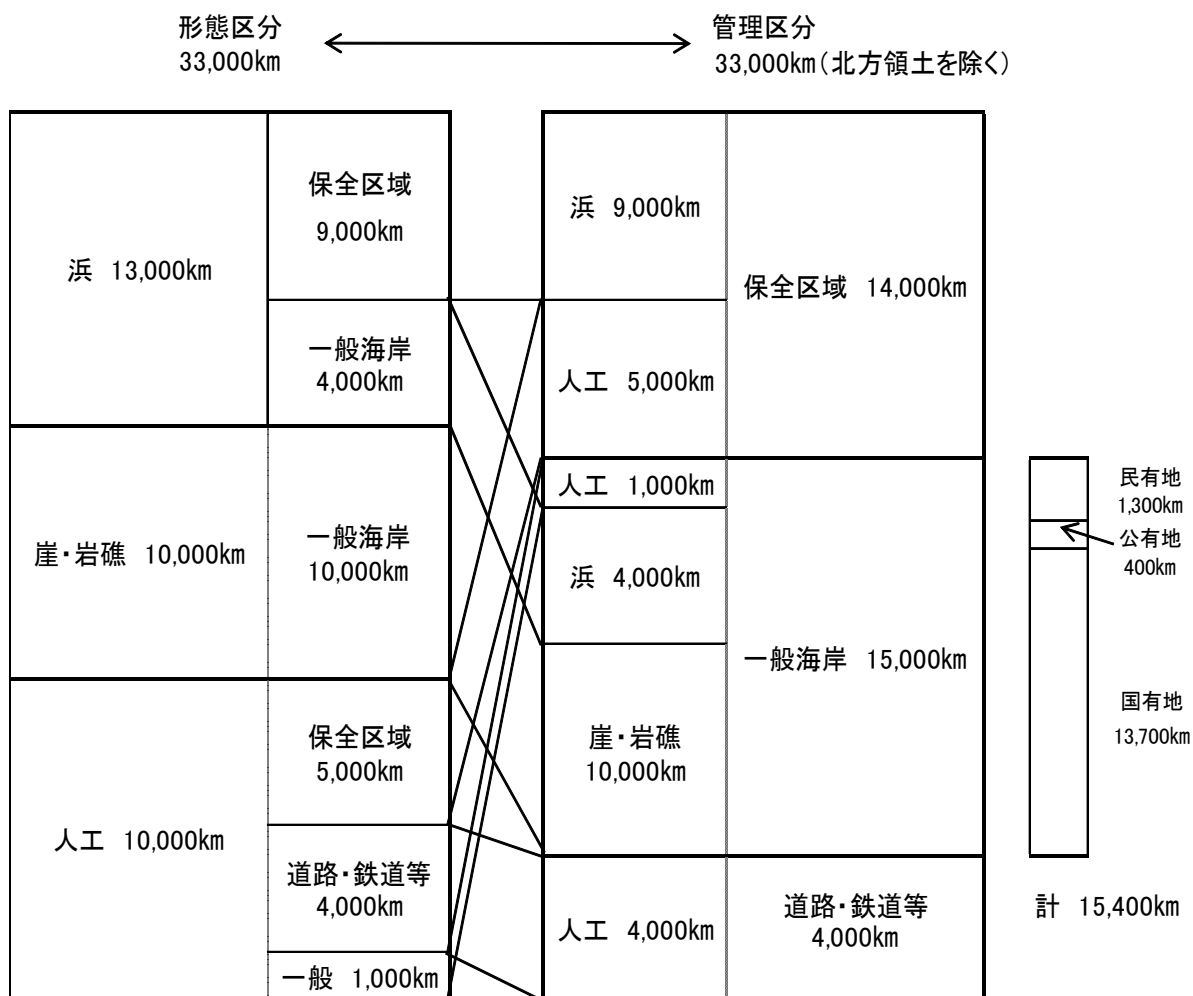 形態区分
33,000km
管理区分
33,000km(北方領土を除く)
浜 13,000km
保全区域
9,000km
一般海岸
4,000km
崖・岩礁 10,000km
一般海岸
10,000km
人工 10,000km
保全区域
5,000km
道路・鉄道等
4,000km
一般 1,000km
浜 9,000km
人工 5,000km
保全区域 14,000km
人工 1,000km
浜 4,000km
崖・岩礁
10,000km
一般海岸 15,000km
人工 4,000km
道路・鉄道等
4,000km
民有地
1,300km
公有地
400km
国有地
13,700km
計 15,400km